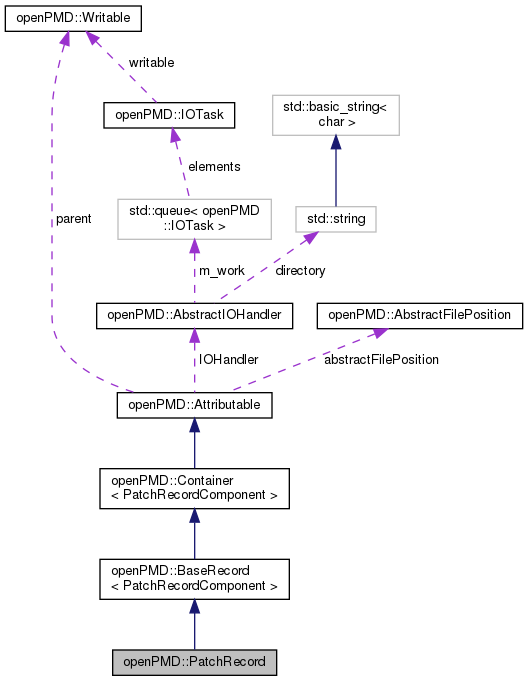 openPMD::Writable
writable
openPMD::IOTask
std::basic_string<
char >
elements
parent
std::queue< openPMD
::IOTask >
std::string
m_work
directory
openPMD::AbstractIOHandler
openPMD::AbstractFilePosition
IOHandler
abstractFilePosition
openPMD::Attributable
openPMD::Container
< PatchRecordComponent >
openPMD::BaseRecord
< PatchRecordComponent >
openPMD::PatchRecord